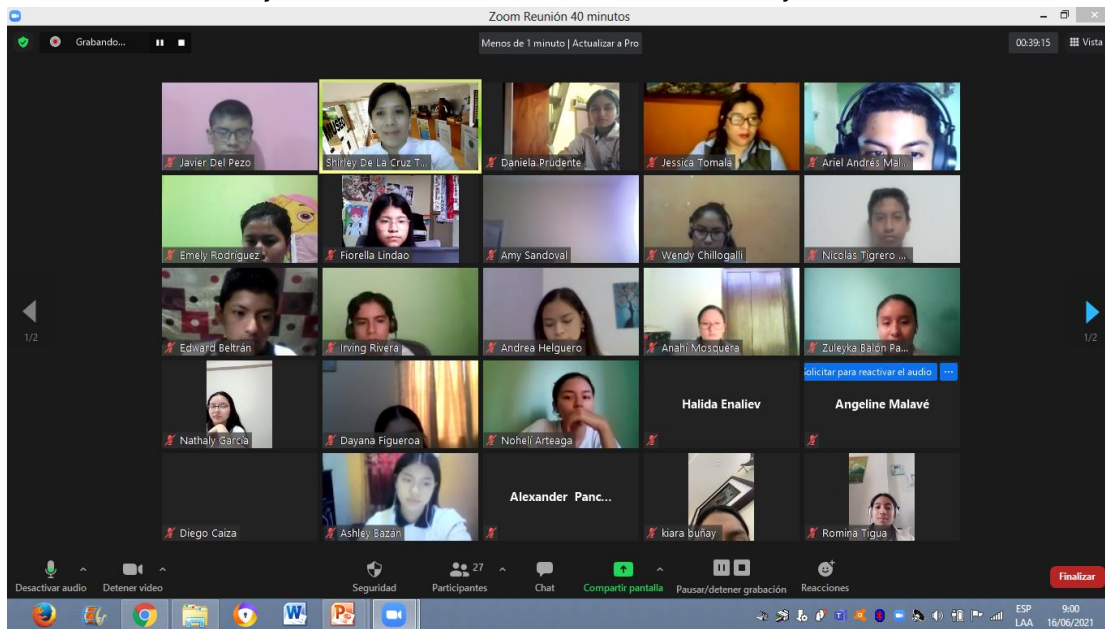 Zoom Reunión 40 minutos
Grabando...
Menos de 1 minuto | Actualizar a Pro
00:39:15
Vista
MUSEO
Javier Del Pezo
Shirley De La Cruz T...
Daniela Prudente
Jessica Tomalá
Ariel Andrés Mal...
Emely Rodríguez
Fiorella Lindao
Amy Sandoval
Wendy Chillogalli
Nicolás Tigrero ...
Edward Beltrán
Irving Rivera
Andrea Helguero
Anahí Mosquera
Zuleyka Balón Pa...
1/2
1/2
Solicitar para reactivar el audio
...
Nathaly García
Dayana Figueroa
Nohelí Arteaga
Halida Enaliev
Angeline Malavé
Diego Caiza
Ashley Bazán
Alexander Panc...
kiara buñay
Romina Tigua
Desactivar audio
Detener video
Seguridad
27
Participantes
Chat
Compartir pantalla
Pausar/detener grabación
Reacciones
Finalizar
ESP
LAA
9:00
16/06/2021